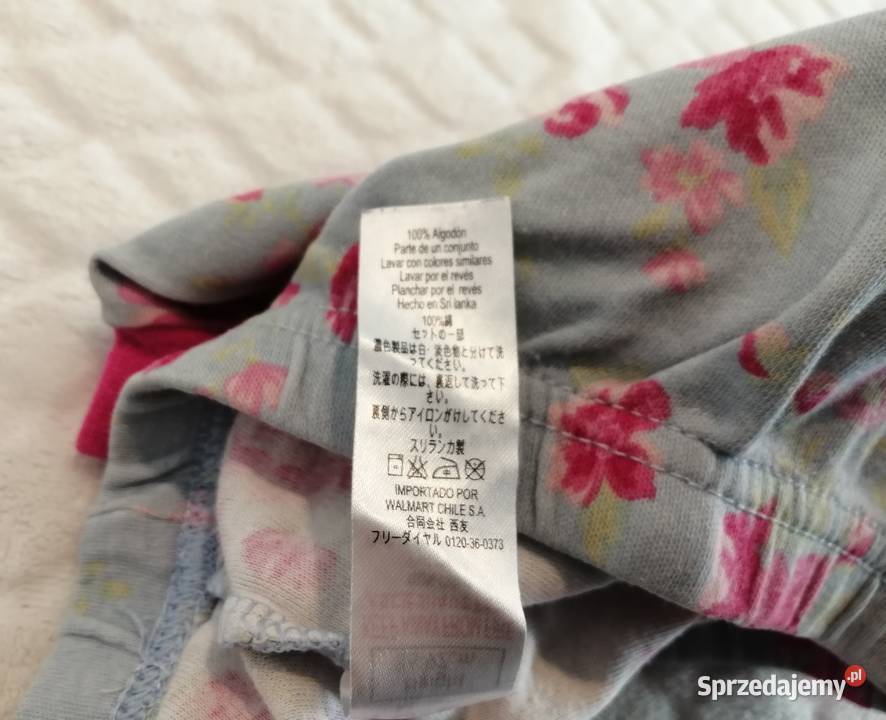 100% Algodón
Parte de un conjunto
Lavar con colores similares
Lavar por el revés
Planchar por el revés
Hecho en Sri lanka
100%綿
セットの一部
濃色製品は白・淡色物と分けて洗
ってください。
洗濯の際には、裏返して洗って下
さい。
裏側からアイロンがけしてくださ
い。
スリランカ製
IMPORTADO POR
WALMART CHILE S.A.
合同会社 西友
フリーダイヤル 0120-36-0373
Sprzedajemy.pl